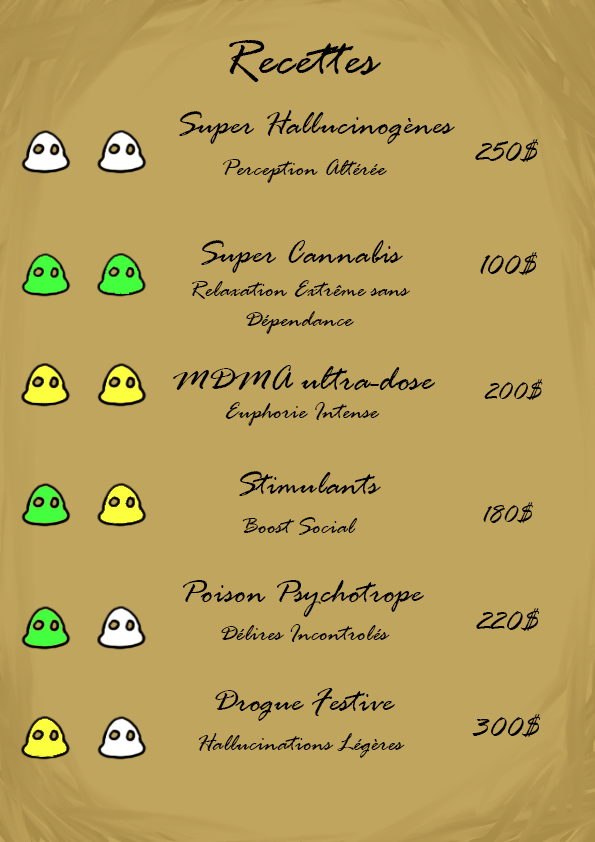 Recettes
Super Hallucinogènes
250$
Perception Altérée
Super Cannabis
100$
Relaxation Extrême sans
Dépendance
MDMA ultra-dose
200$
Euphorie Intense
Stimulants
180$
Boost Social
Poison Psychotrope
220$
Délires Incontrolés
Drogue Festive
300$
Hallucinations Légères